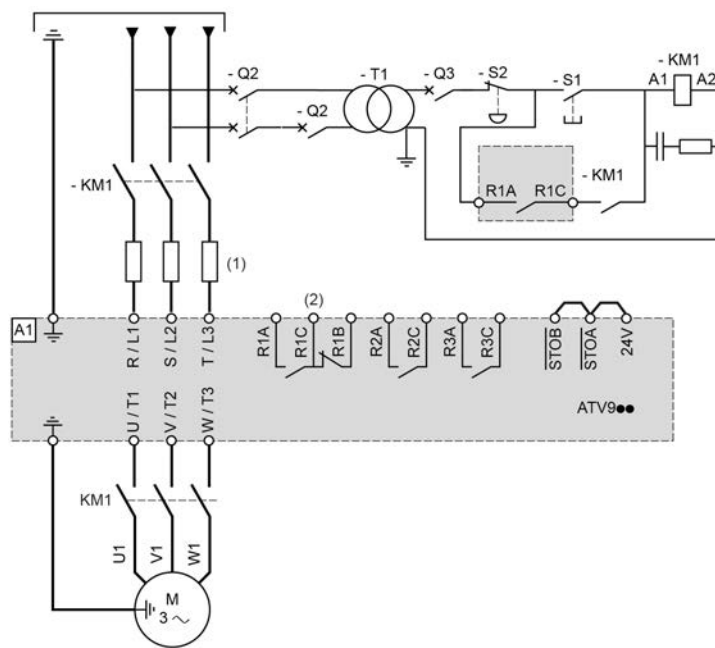 - Q2
- T1
- Q3
- S2
- S1
- KM1
A1
A2
- Q2
- KM1
R1A
R1C
- KM1
(1)
(2)
A1
R / L1
S / L2
T / L3
R1A
R1C
R1B
R2A
R2C
R3A
R3C
STOB
STOA
24V
U / T1
V / T2
W / T3
ATV9●●
KM1
U1
V1
W1
M
3 ~